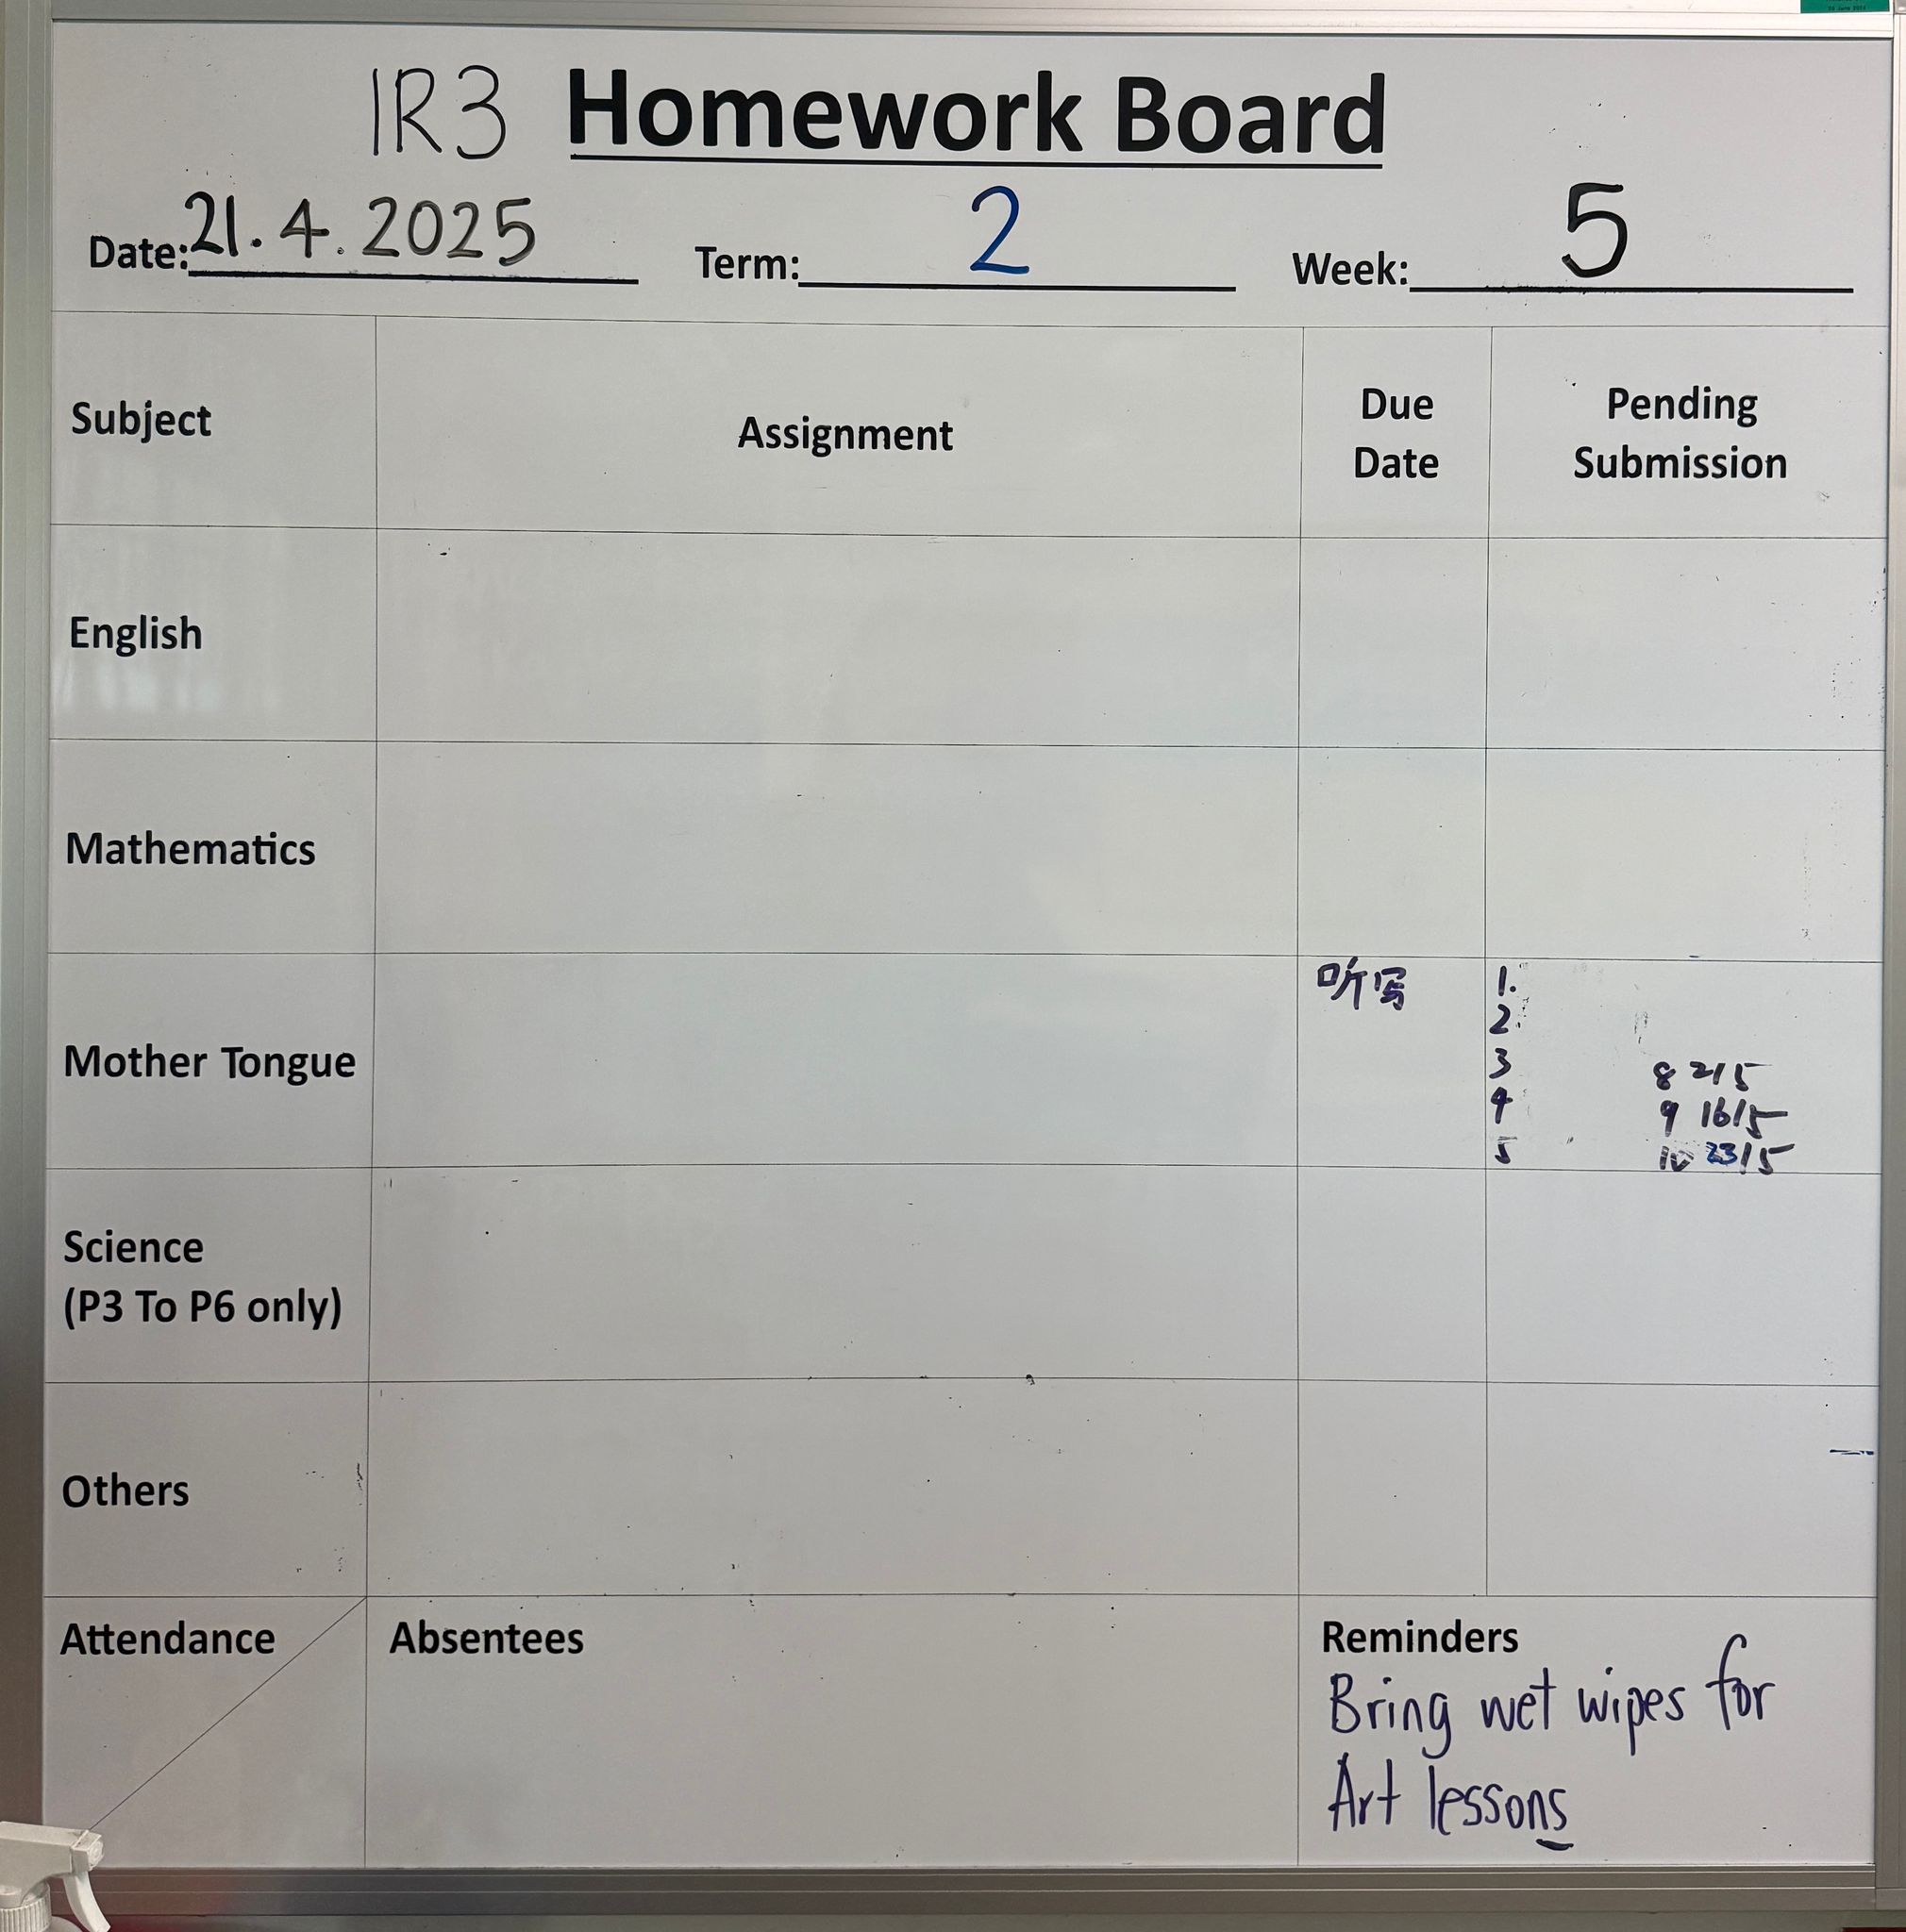 1R3 Homework Board
Date: 21.4.2025 Term: 2 Week: 5
Subject Assignment Due Date Pending Submission
English
Mathematics
Mother Tongue 听写
1.
2.
3 8 2/5
4 9 16/5
5 10 23/5
Science
(P3 To P6 only)
Others
Attendance Absentees Reminders
Bring wet wipes for
Art lessons